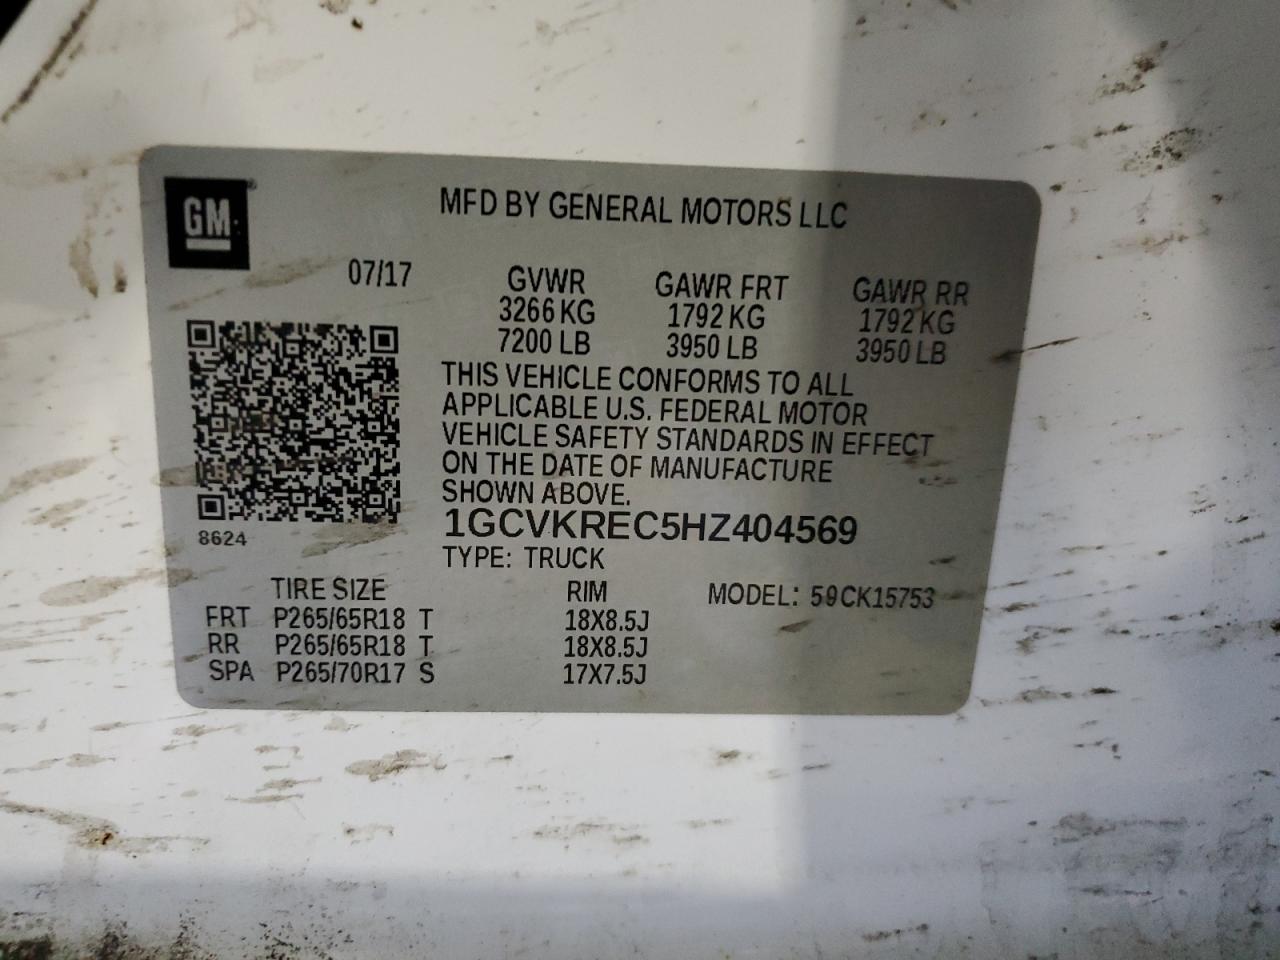 GM
MFD BY GENERAL MOTORS LLC
07/17
GVWR GAWR FRT GAWR RR
3266 KG 1792 KG 1792 KG
7200 LB 3950 LB 3950 LB
THIS VEHICLE CONFORMS TO ALL
APPLICABLE U.S. FEDERAL MOTOR
VEHICLE SAFETY STANDARDS IN EFFECT
ON THE DATE OF MANUFACTURE
SHOWN ABOVE.
1GCVKREC5HZ404569
8624
TYPE: TRUCK
TIRE SIZE RIM MODEL: 59CK15753
FRT P265/65R18 T 18X8.5J
RR P265/65R18 T 18X8.5J
SPA P265/70R17 S 17X7.5J